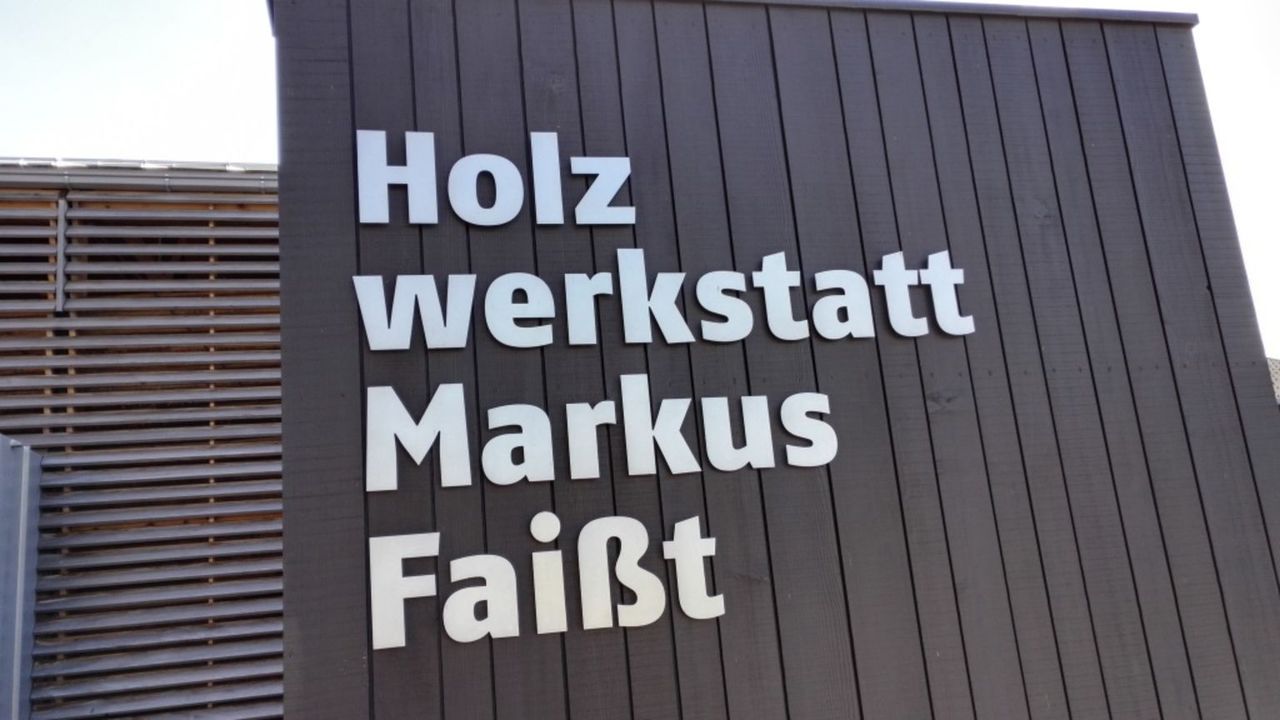 Holz
werkstatt
Markus
Faißt